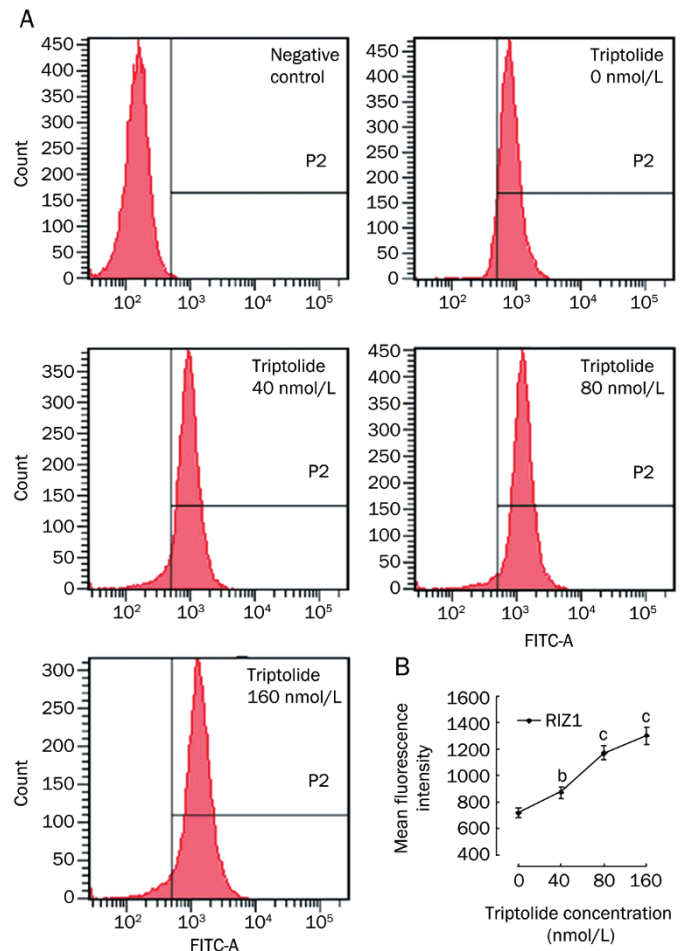 A
Negative
control
P2
450
400
350
300
250
200
150
100
50
0
Count
10² 10³ 10⁴ 10⁵
Triptolide
0 nmol/L
P2
450
400
350
300
250
200
150
100
50
0
10² 10³ 10⁴ 10⁵
Triptolide
40 nmol/L
P2
350
300
250
200
150
100
50
0
Count
10² 10³ 10⁴ 10⁵
Triptolide
80 nmol/L
P2
450
400
350
300
250
200
150
100
50
0
10² 10³ 10⁴ 10⁵
FITC-A
Triptolide
160 nmol/L
P2
300
250
200
150
100
50
0
Count
10² 10³ 10⁴ 10⁵
FITC-A
B
1600
1400
1200
1000
800
600
400
Mean fluorescence
intensity
RIZ1
b
c
c
0 40 80 160
Triptolide concentration
(nmol/L)